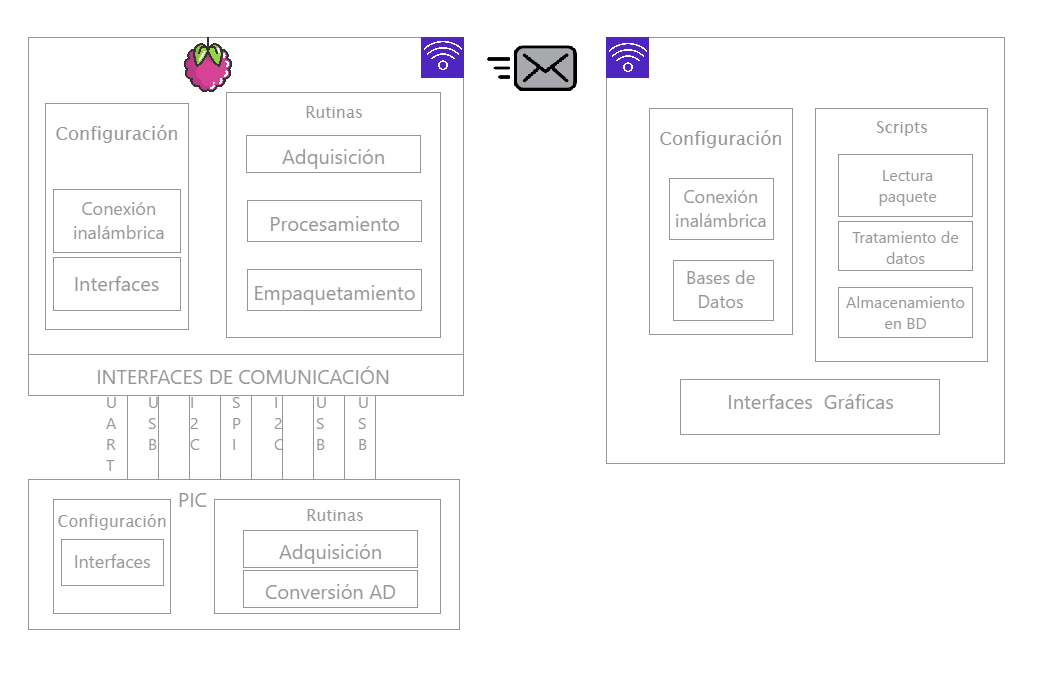 Configuración
Conexión
inalámbrica
Interfaces
Rutinas
Adquisición
Procesamiento
Empaquetamiento
INTERFACES DE COMUNICACIÓN
UART
USB
I2C
SPI
I2C
USB
USB
PIC
Configuración
Interfaces
Rutinas
Adquisición
Conversión AD
Configuración
Conexión
inalámbrica
Bases de
Datos
Scripts
Lectura
paquete
Tratamiento de
datos
Almacenamiento
en BD
Interfaces Gráficas